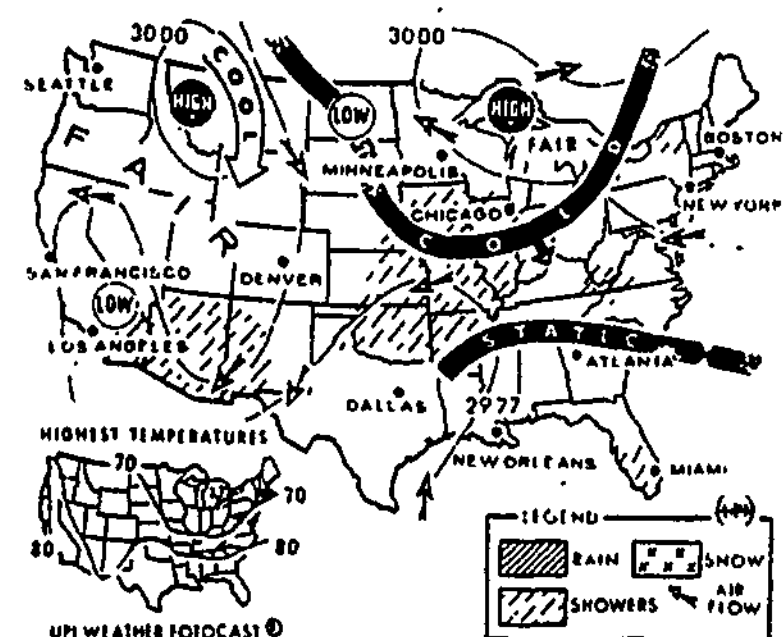 3000
3000
COOL
HIGH
SEATTLE
LOW
HIGH
FAIR
BOSTON
MINNEAPOLIS
FAIR
CHICAGO
NEW YORK
COLD
SAN FRANCISCO
DENVER
LOW
LOS ANGELES
STATIC
ATLANTA
DALLAS
2977
HIGHEST TEMPERATURES
NEW ORLEANS
MIAMI
70
70
80
80
LEGEND
RAIN
SNOW
SHOWERS
AIR FLOW
UPI WEATHER FOTOCAST